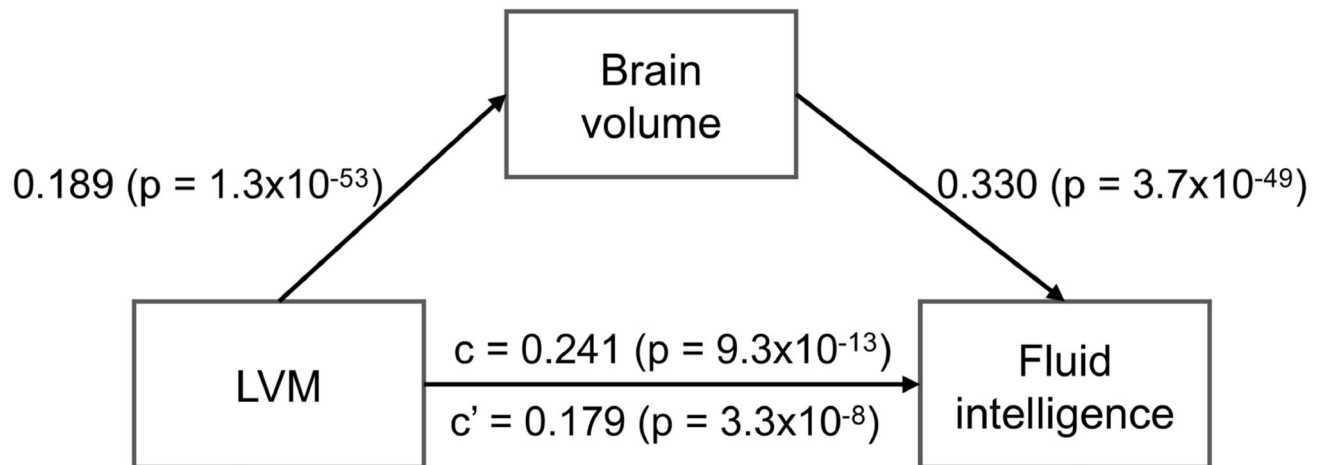 Brain
volume
0.189 (p = 1.3x10⁻⁵³)
0.330 (p = 3.7x10⁻⁴⁹)
LVM
c = 0.241 (p = 9.3x10⁻¹³)
c’ = 0.179 (p = 3.3x10⁻⁸)
Fluid
intelligence